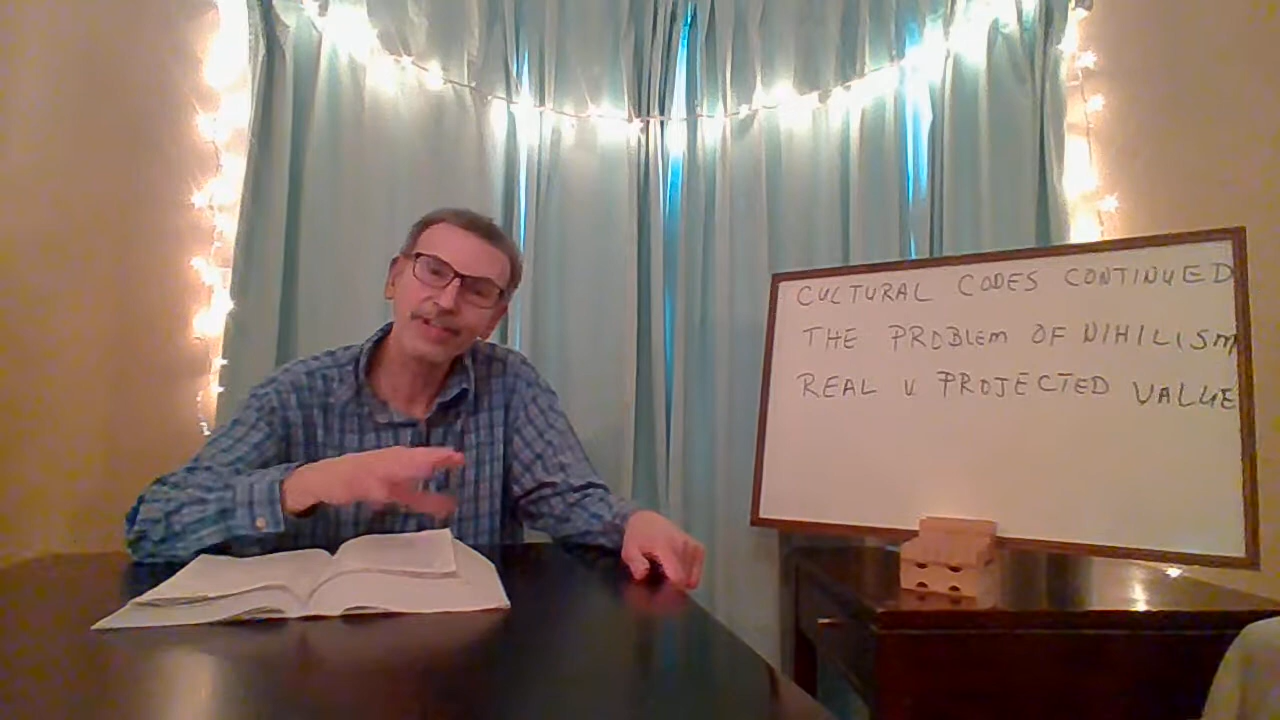 CULTURAL CODES CONTINUED
THE PROBLEM OF NIHILISM
REAL V PROJECTED VALUE